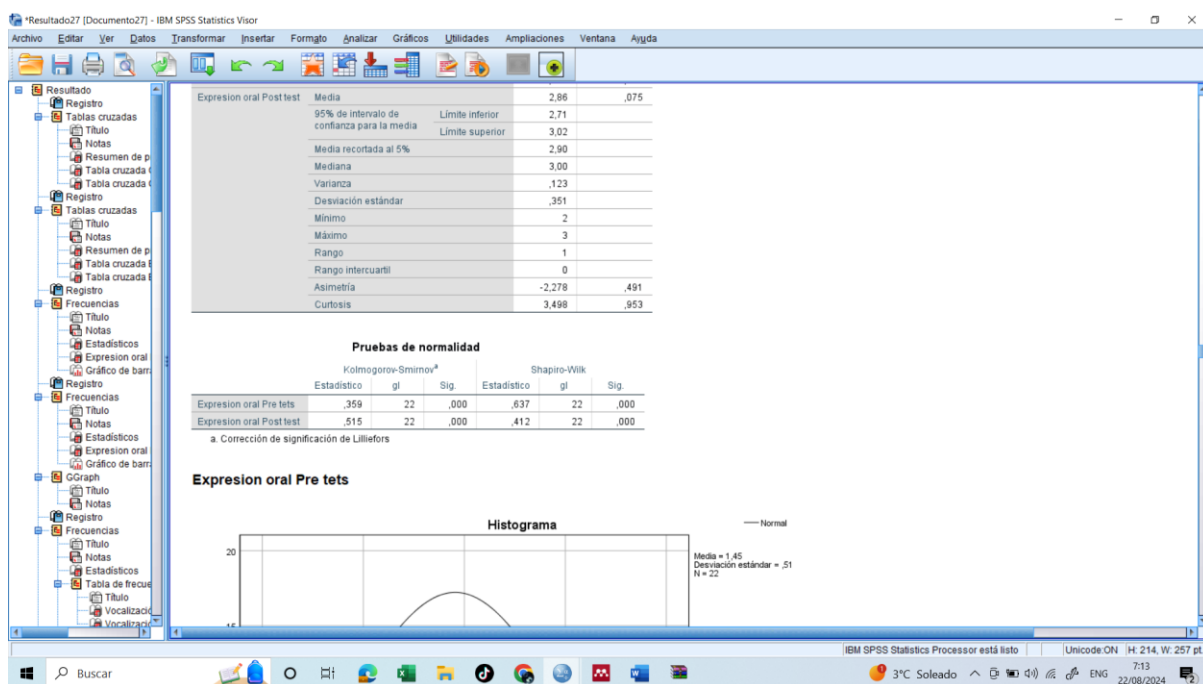 *Resultado27 [Documento27] - IBM SPSS Statistics Visor
Archivo Editar Ver Datos Transformar Insertar Formato Analizar Gráficos Utilidades Ampliaciones Ventana Ayuda
Resultado
Registro
Tablas cruzadas
Título
Notas
Resumen de p
Tabla cruzada
Tabla cruzada
Registro
Tablas cruzadas
Título
Notas
Resumen de p
Tabla cruzada E
Tabla cruzada E
Registro
Frecuencias
Título
Notas
Estadísticos
Expresion oral
Gráfico de barra
Registro
Frecuencias
Título
Notas
Estadísticos
Expresion oral
Gráfico de barra
GGraph
Título
Notas
Registro
Frecuencias
Título
Notas
Estadísticos
Tabla de frecue
Título
Vocalizació
Vocalizació
Expresion oral Post test Media 2,86 ,075
95% de intervalo de confianza para la media Límite inferior 2,71
Límite superior 3,02
Media recortada al 5% 2,90
Mediana 3,00
Varianza ,123
Desviación estándar ,351
Mínimo 2
Máximo 3
Rango 1
Rango intercuartil 0
Asimetría -2,278 ,491
Curtosis 3,498 ,953
Pruebas de normalidad
Kolmogorov-Smirnovª Shapiro-Wilk
Estadístico gl Sig. Estadístico gl Sig.
Expresion oral Pre tets ,359 22 ,000 ,637 22 ,000
Expresion oral Post test ,515 22 ,000 ,412 22 ,000
a. Corrección de significación de Lilliefors
Expresion oral Pre tets
Histograma
Normal
20
Media = 1,45
Desviación estándar = ,51
N = 22
15
IBM SPSS Statistics Processor está listo Unicode:ON H: 214, W: 257 pt.
Buscar
3°C Soleado ENG 7:13
22/08/2024